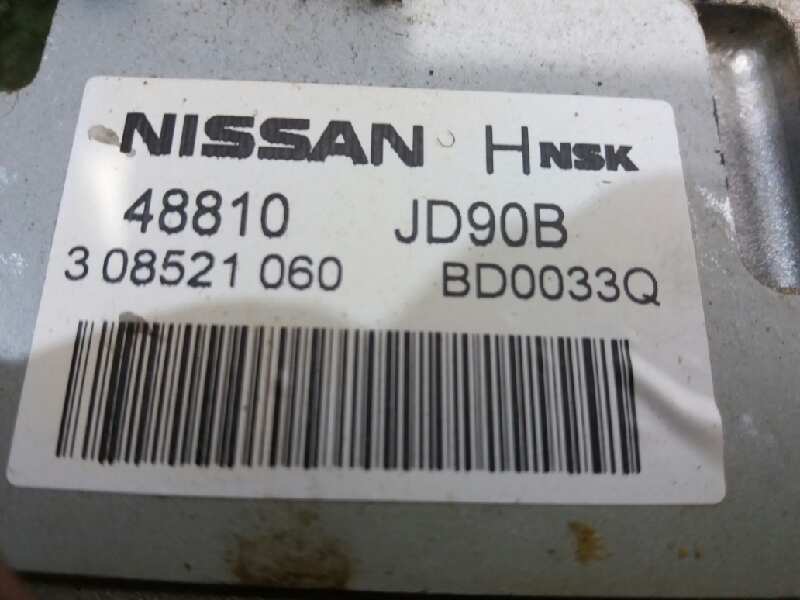 NISSAN H NSK
48810 JD90B
3 08521 060 BD0033Q